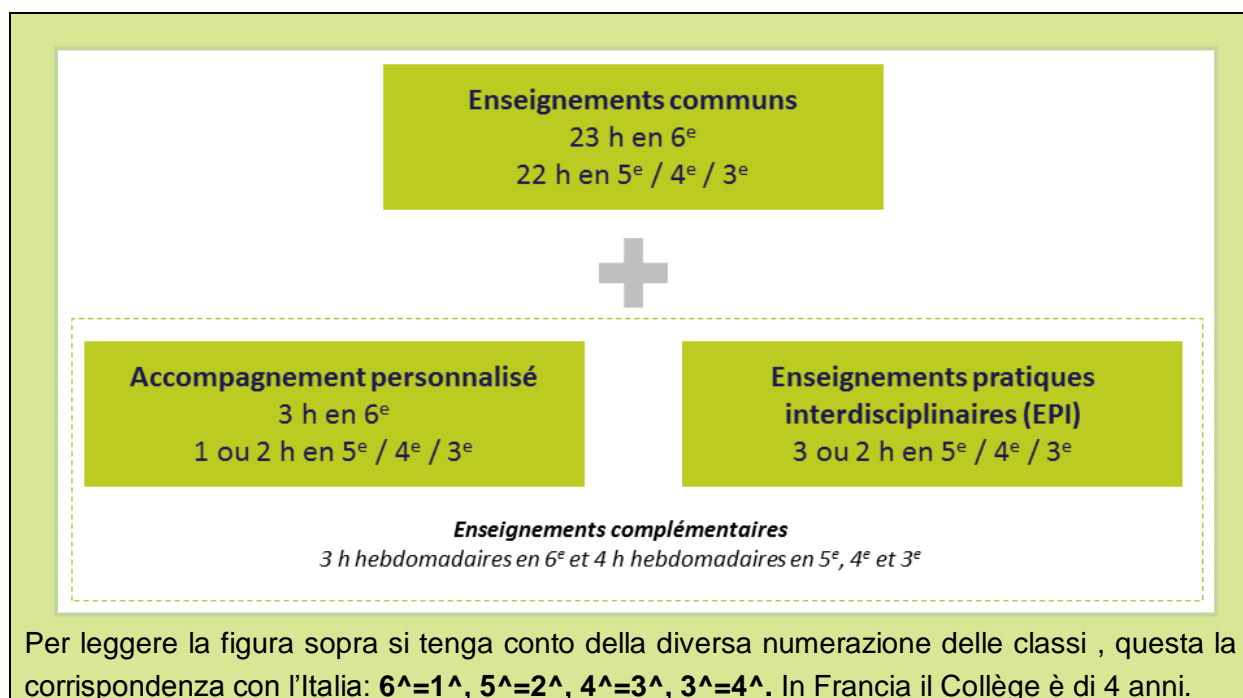 Enseignements communs
23 h en 6ᵉ
22 h en 5ᵉ / 4ᵉ / 3ᵉ
Accompagnement personnalisé
3 h en 6ᵉ
1 ou 2 h en 5ᵉ / 4ᵉ / 3ᵉ
Enseignements pratiques
interdisciplinaires (EPI)
3 ou 2 h en 5ᵉ / 4ᵉ / 3ᵉ
Enseignements complémentaires
3 h hebdomadaires en 6ᵉ et 4 h hebdomadaires en 5ᵉ, 4ᵉ et 3ᵉ
Per leggere la figura sopra si tenga conto della diversa numerazione delle classi , questa la
corrispondenza con l'Italia: 6^=1^, 5^=2^, 4^=3^, 3^=4^. In Francia il Collège è di 4 anni.